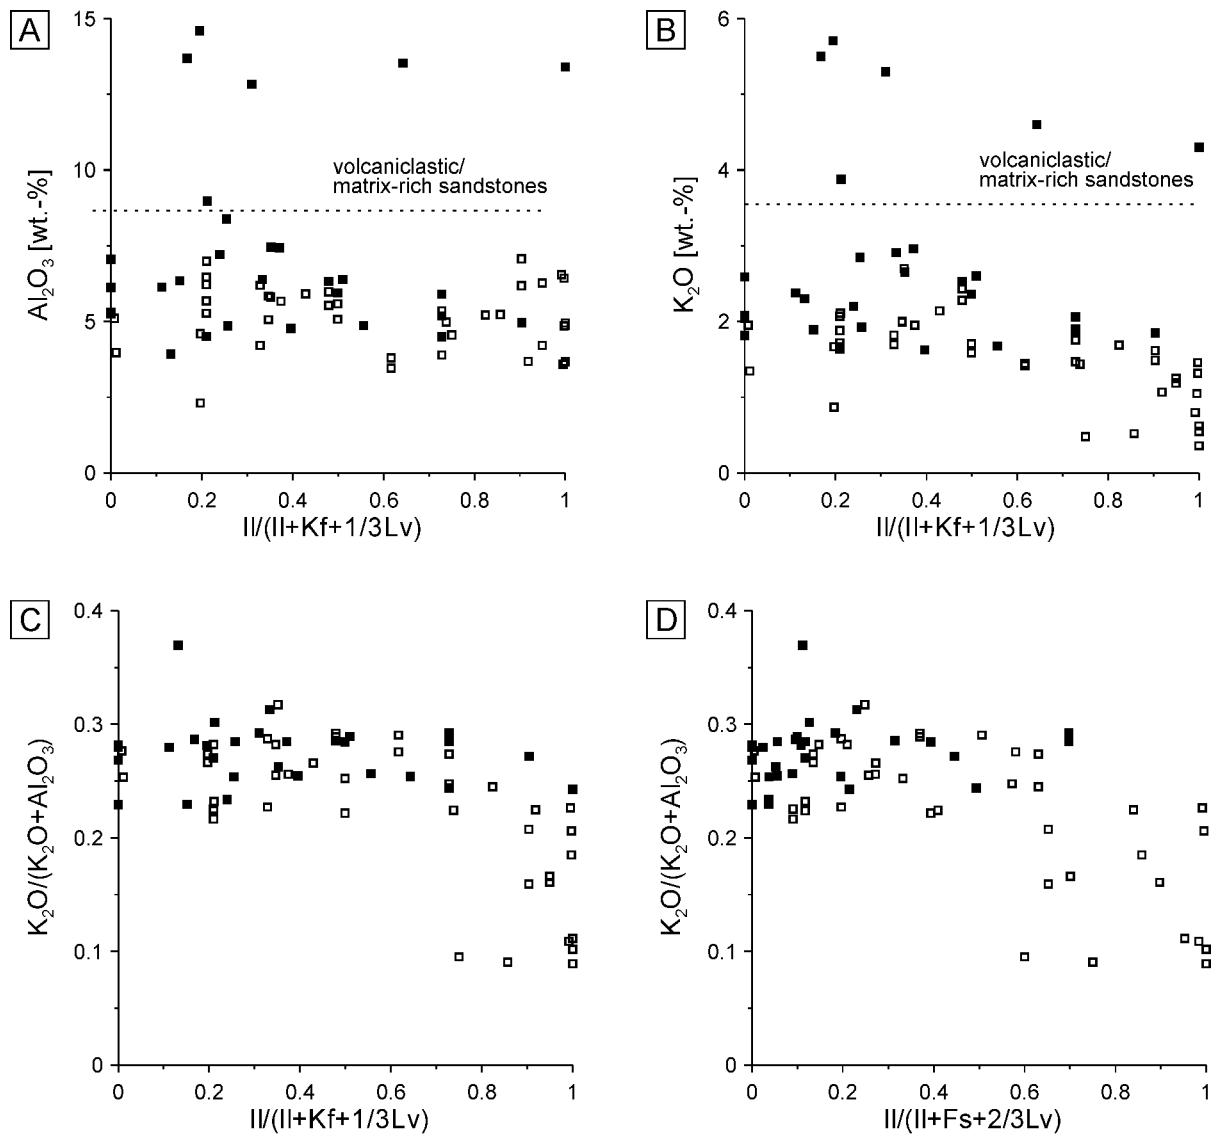 A
15
10
5
0
Al2O3 [wt.-%]
volcaniclastic/
matrix-rich sandstones
0 0.2 0.4 0.6 0.8 1
Il/(Il+Kf+1/3Lv)
B
6
4
2
0
K2O [wt.-%]
volcaniclastic/
matrix-rich sandstones
0 0.2 0.4 0.6 0.8 1
Il/(Il+Kf+1/3Lv)
C
0.4
0.3
0.2
0.1
0
K2O/(K2O+Al2O3)
0 0.2 0.4 0.6 0.8 1
Il/(Il+Kf+1/3Lv)
D
0.4
0.3
0.2
0.1
0
K2O/(K2O+Al2O3)
0 0.2 0.4 0.6 0.8 1
Il/(Il+Fs+2/3Lv)